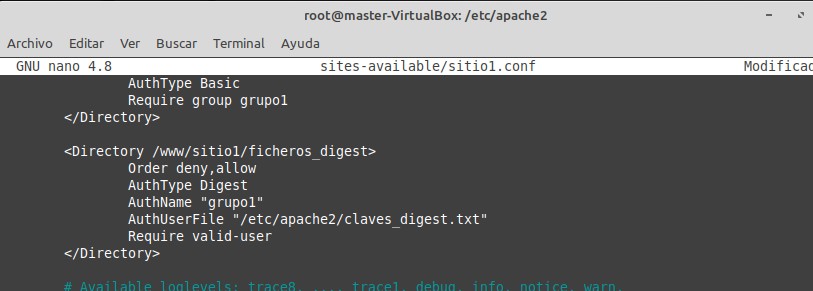 root@master-VirtualBox: /etc/apache2
Archivo Editar Ver Buscar Terminal Ayuda
GNU nano 4.8 sites-available/sitio1.conf Modificad
AuthType Basic
Require group grupo1
</Directory>
<Directory /www/sitio1/ficheros_digest>
Order deny,allow
AuthType Digest
AuthName "grupo1"
AuthUserFile "/etc/apache2/claves_digest.txt"
Require valid-user
</Directory>
# Available loglevels: trace8, ..., trace1, debug, info, notice, warn,